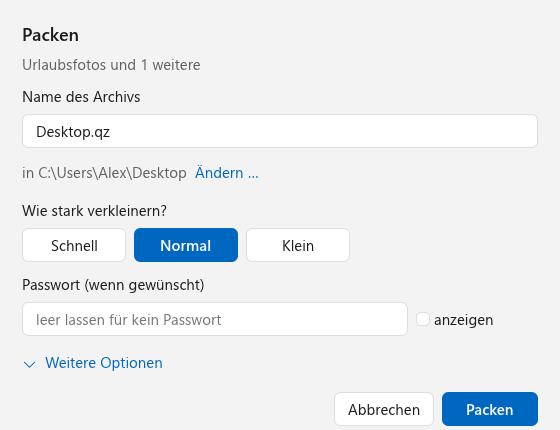 Packen
Urlaubsfotos und 1 weitere
Name des Archivs
Desktop.qz
in C:\Users\Alex\Desktop Ändern ...
Wie stark verkleinern?
Schnell Normal Klein
Passwort (wenn gewünscht)
leer lassen für kein Passwort anzeigen
Weitere Optionen
Abbrechen Packen